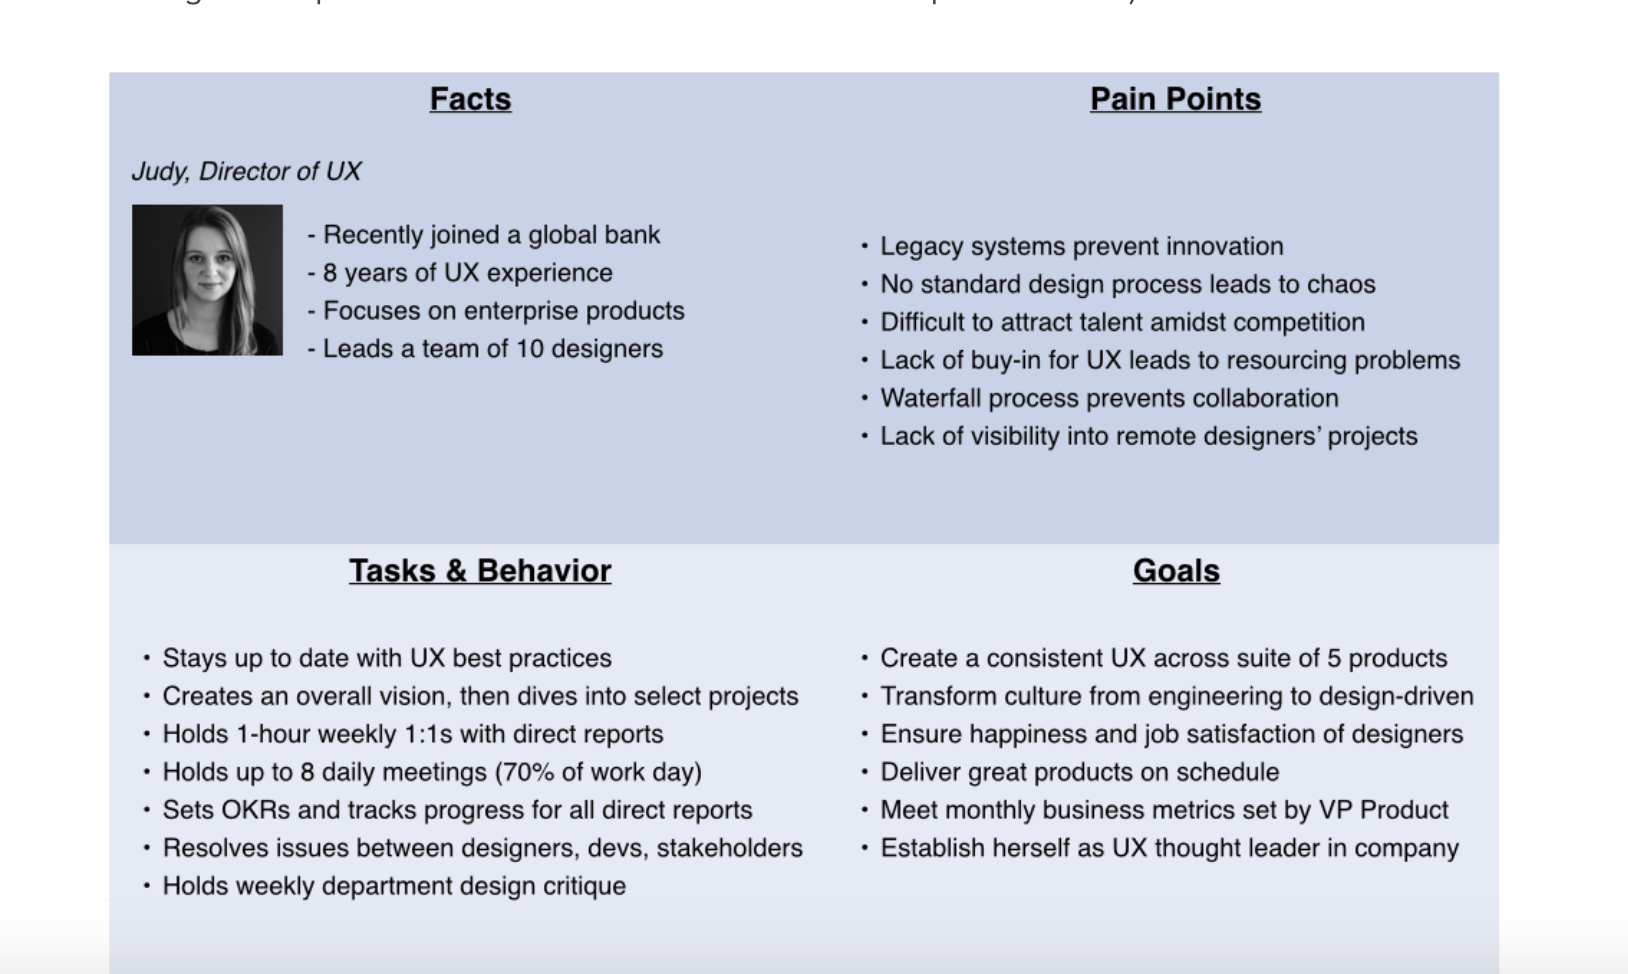 Facts
Judy, Director of UX
- Recently joined a global bank
- 8 years of UX experience
- Focuses on enterprise products
- Leads a team of 10 designers
Pain Points
• Legacy systems prevent innovation
• No standard design process leads to chaos
• Difficult to attract talent amidst competition
• Lack of buy-in for UX leads to resourcing problems
• Waterfall process prevents collaboration
• Lack of visibility into remote designers’ projects
Tasks & Behavior
• Stays up to date with UX best practices
• Creates an overall vision, then dives into select projects
• Holds 1-hour weekly 1:1s with direct reports
• Holds up to 8 daily meetings (70% of work day)
• Sets OKRs and tracks progress for all direct reports
• Resolves issues between designers, devs, stakeholders
• Holds weekly department design critique
Goals
• Create a consistent UX across suite of 5 products
• Transform culture from engineering to design-driven
• Ensure happiness and job satisfaction of designers
• Deliver great products on schedule
• Meet monthly business metrics set by VP Product
• Establish herself as UX thought leader in company